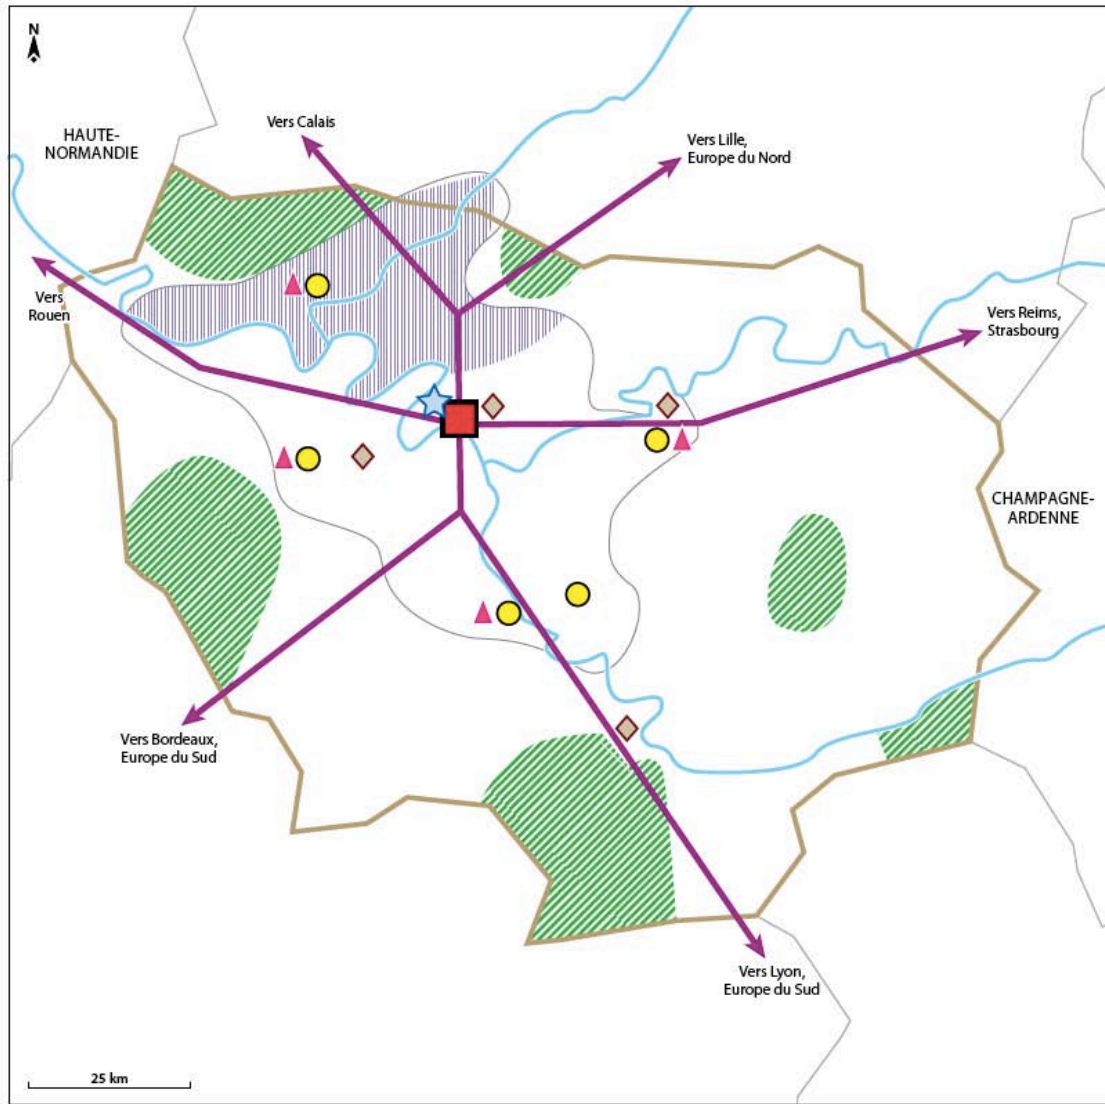 N
Vers Calais
HAUTE-
NORMANDIE
Vers Lille,
Europe du Nord
Vers
Rouen
Vers Reims,
Strasbourg
CHAMPAGNE-
ARDENNE
Vers Bordeaux,
Europe du Sud
Vers Lyon,
Europe du Sud
25 km